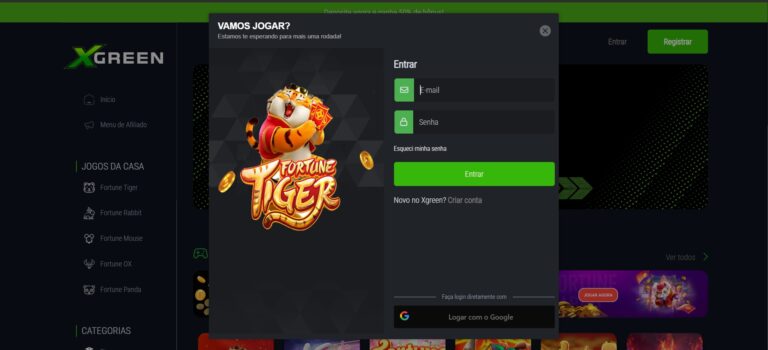 Deposite agora e ganhe 50% de bônus!
VAMOS JOGAR?
Estamos te esperando para mais uma rodada!
XGREEN
Entrar
Registrar
Entrar
E-mail
Senha
Esqueci minha senha
Entrar
Novo no Xgreen? Criar conta
Faça login diretamente com
Logar com o Google
FORTUNE
TIGER
Início
Menu de Afiliado
JOGOS DA CASA
Fortune Tiger
Fortune Rabbit
Fortune Mouse
Fortune OX
Fortune Panda
CATEGORIAS
Ver todos
FORTUNE
JOGAR AGORA